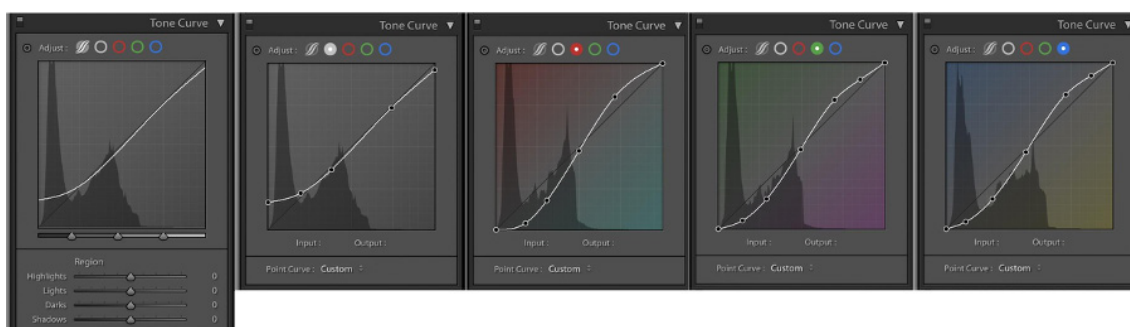 Tone Curve ▼
Adjust :
Region
Highlights 0
Lights 0
Darks 0
Shadows 0
Tone Curve ▼
Adjust :
Input : Output :
Point Curve : Custom
Tone Curve ▼
Adjust :
Input : Output :
Point Curve : Custom
Tone Curve ▼
Adjust :
Input : Output :
Point Curve : Custom
Tone Curve ▼
Adjust :
Input : Output :
Point Curve : Custom